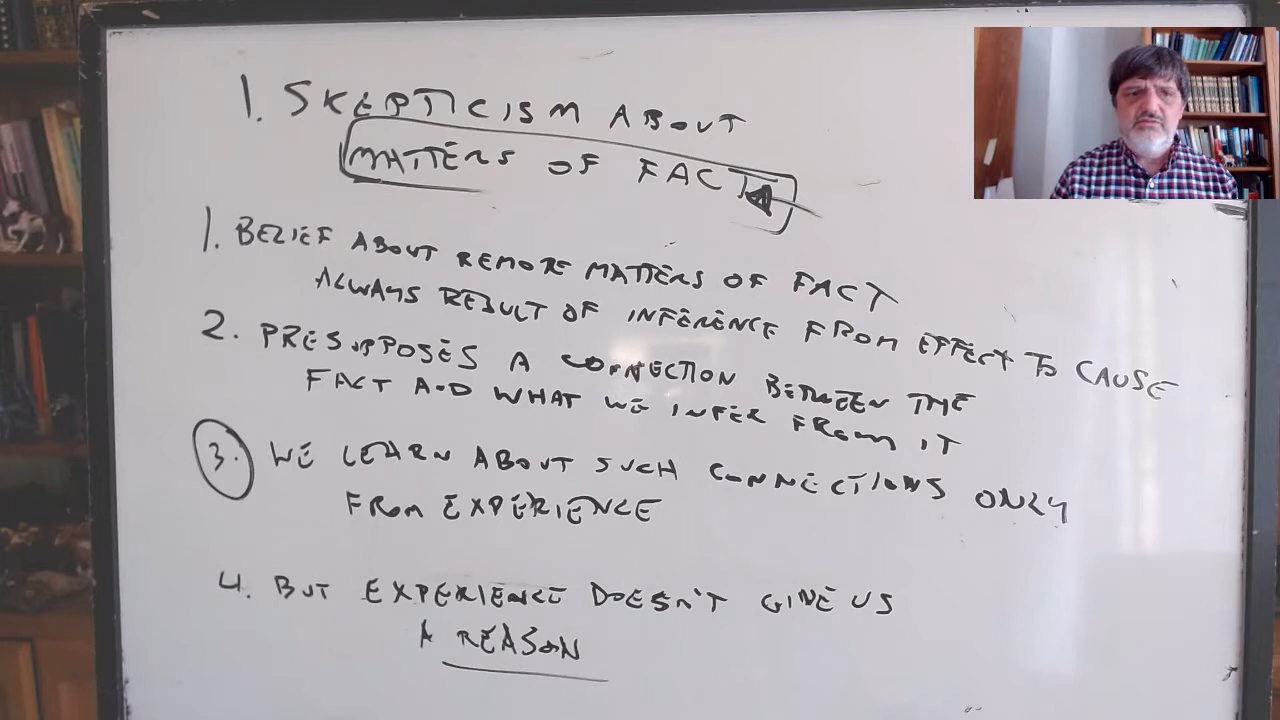 1. SKEPTICISM ABOUT
MATTERS OF FACT
1. BELIEF ABOUT REMOTE MATTERS OF FACT
ALWAYS RESULT OF INFERENCE FROM EFFECT TO CAUSE
2. PRESUPPOSES A CONNECTION BETWEEN THE
FACT AND WHAT WE INFER FROM IT
3. WE LEARN ABOUT SUCH CONNECTIONS ONLY
FROM EXPERIENCE
4. BUT EXPERIENCE DOESN'T GIVE US
A REASON